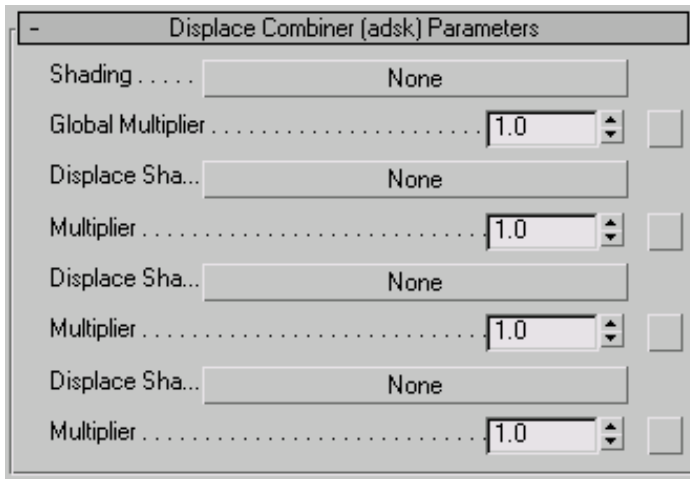 - Displace Combiner (adsk) Parameters
Shading . . . . . None
Global Multiplier . . . . . . . . . . . . . . . . . . . . . . 1.0
Displace Sha... None
Multiplier . . . . . . . . . . . . . . . . . . . . . . . . . . . . 1.0
Displace Sha... None
Multiplier . . . . . . . . . . . . . . . . . . . . . . . . . . . . 1.0
Displace Sha... None
Multiplier . . . . . . . . . . . . . . . . . . . . . . . . . . . . 1.0